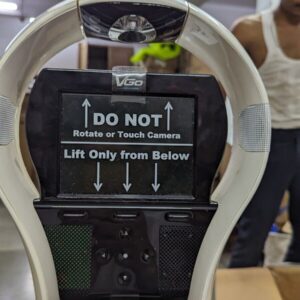 VGo
DO NOT
Rotate or Touch Camera
Lift Only from Below